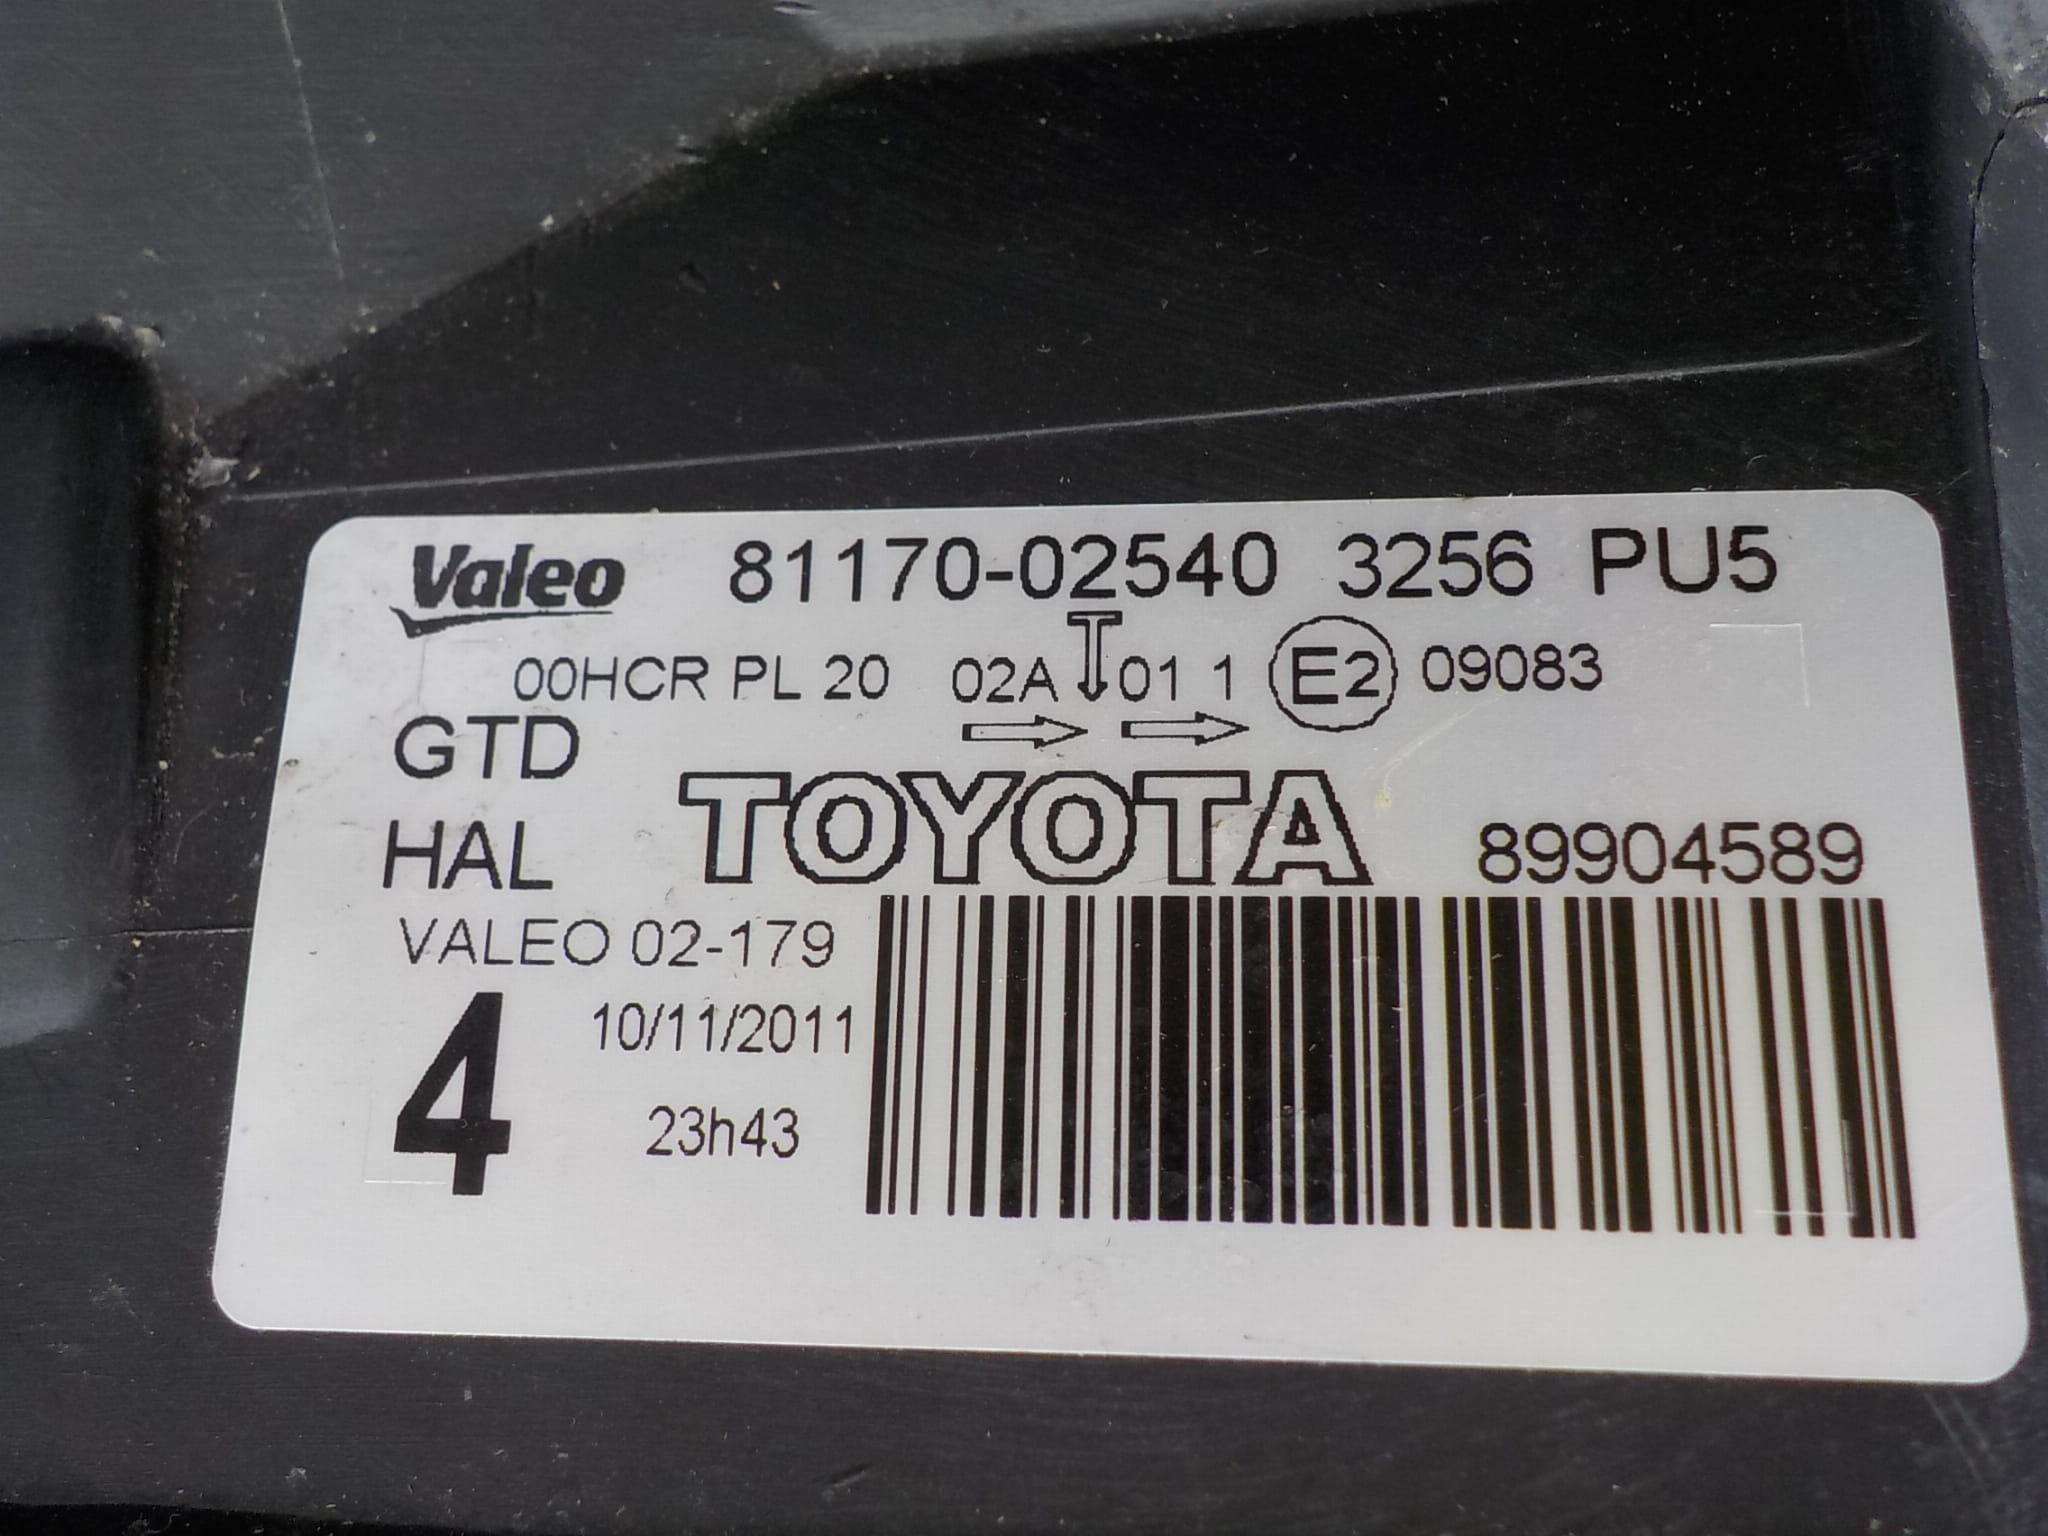 Valeo 81170-02540 3256 PU5
00HCR PL 20 02A 01 1 E2 09083
GTD
HAL TOYOTA 89904589
VALEO 02-179
4 10/11/2011
23h43